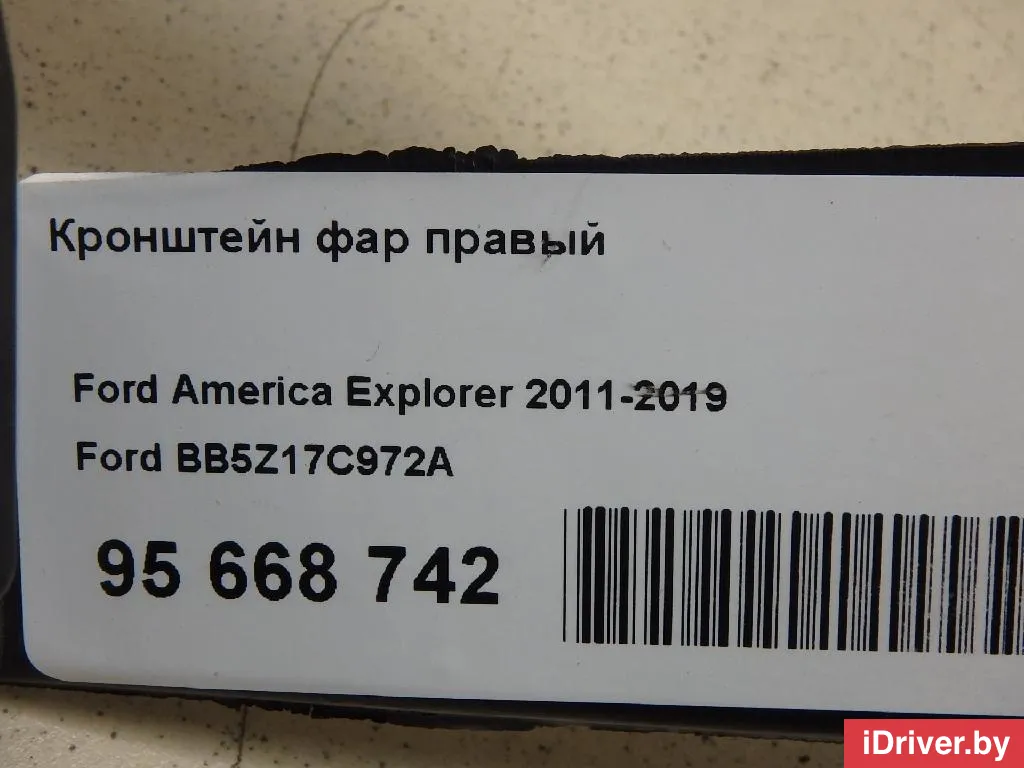 Кронштейн фар правый
Ford America Explorer 2011-2019
Ford BB5Z17C972A
95 668 742
iDriver.by